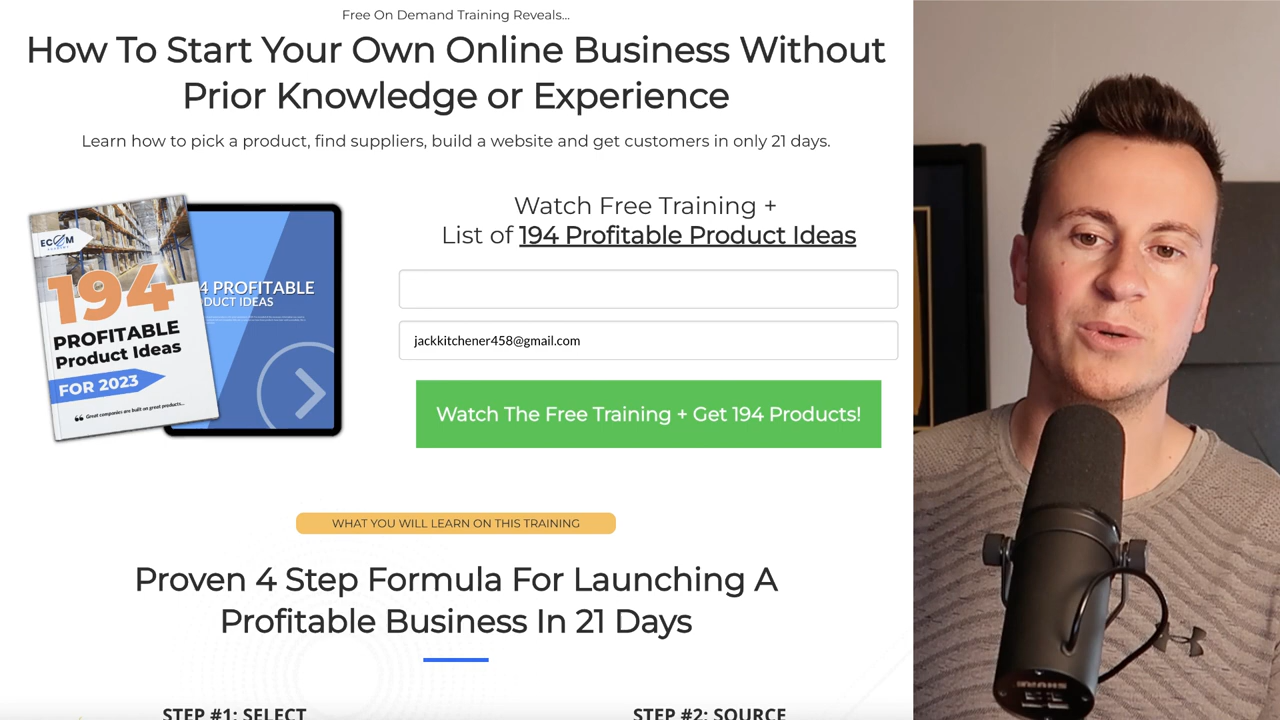 Free On Demand Training Reveals...
How To Start Your Own Online Business Without
Prior Knowledge or Experience
Learn how to pick a product, find suppliers, build a website and get customers in only 21 days.
ECOM
194
PROFITABLE
Product Ideas
FOR 2023
Great companies are built on great products...
4 PROFITABLE
DUCT IDEAS
Watch Free Training +
List of 194 Profitable Product Ideas
jackkitchener458@gmail.com
Watch The Free Training + Get 194 Products!
WHAT YOU WILL LEARN ON THIS TRAINING
Proven 4 Step Formula For Launching A
Profitable Business In 21 Days
STEP #1: SELECT
STEP #2: SOURCE
SHURE